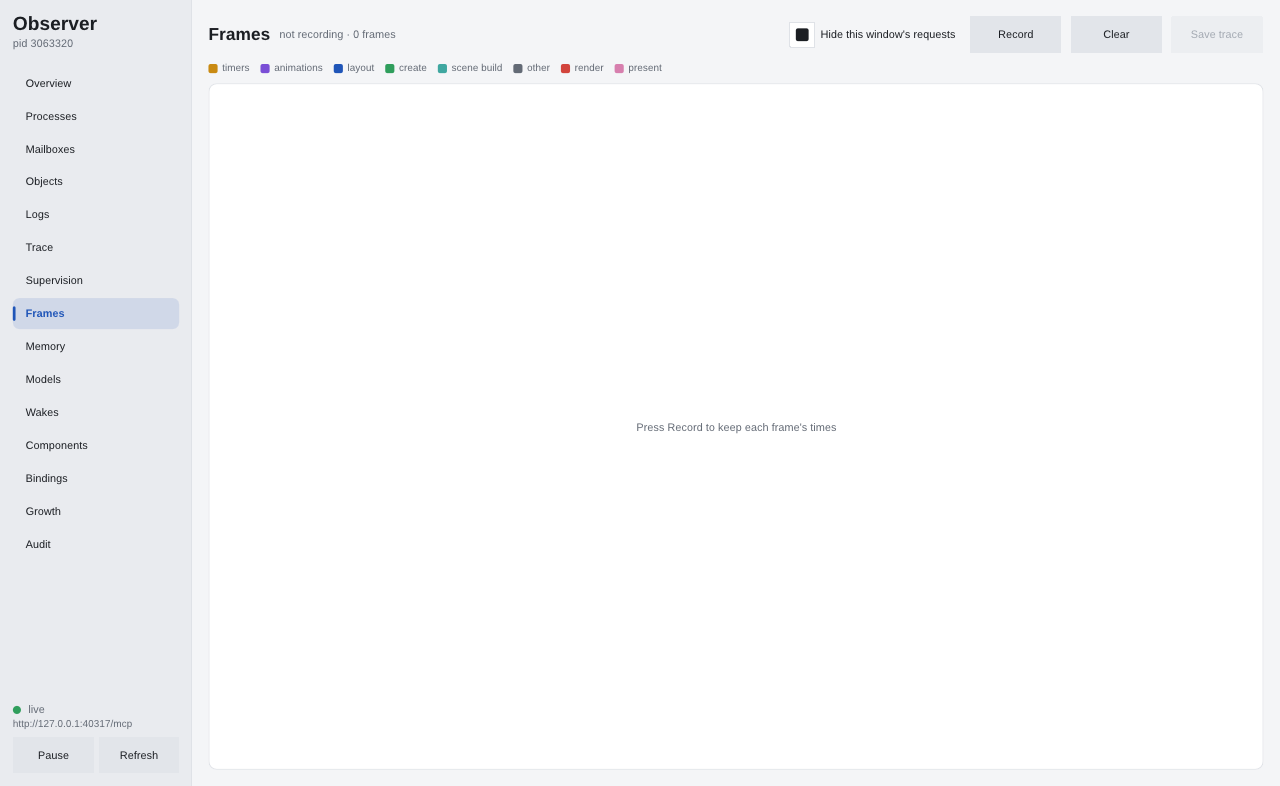 Observer
pid 3063320
Overview
Processes
Mailboxes
Objects
Logs
Trace
Supervision
Frames
Memory
Models
Wakes
Components
Bindings
Growth
Audit
live
http://127.0.0.1:40317/mcp
Pause Refresh
Frames not recording · 0 frames Hide this window's requests Record Clear Save trace
timers animations layout create scene build other render present
Press Record to keep each frame's times